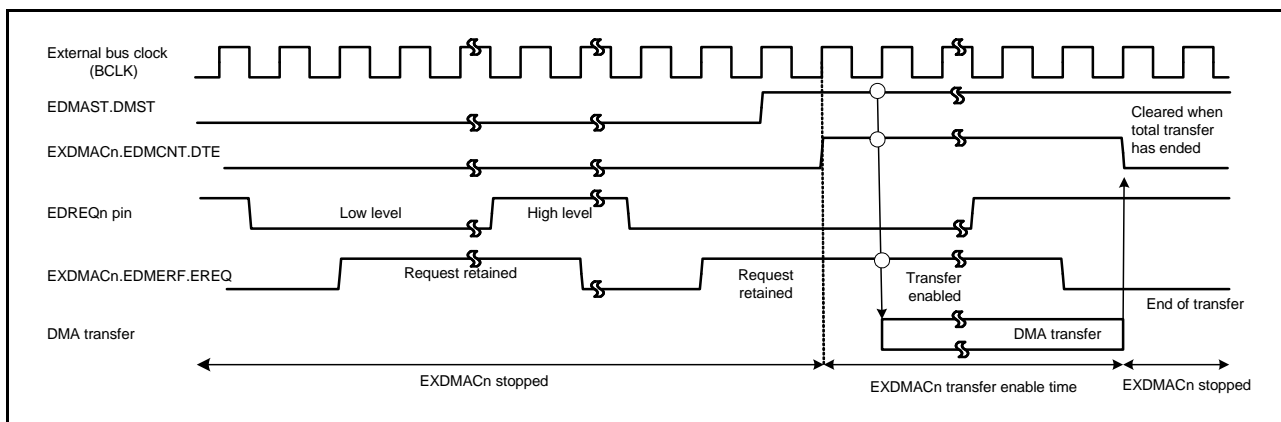 External bus clock
(BCLK)
EDMAST.DMST
Cleared when
total transfer
has ended
EXDMACn.EDMCNT.DTE
EDREQn pin
Low level
High level
EXDMACn.EDMERF.EREQ
Request retained
Request
retained
Transfer
enabled
End of transfer
DMA transfer
DMA transfer
EXDMACn stopped
EXDMACn transfer enable time
EXDMACn stopped